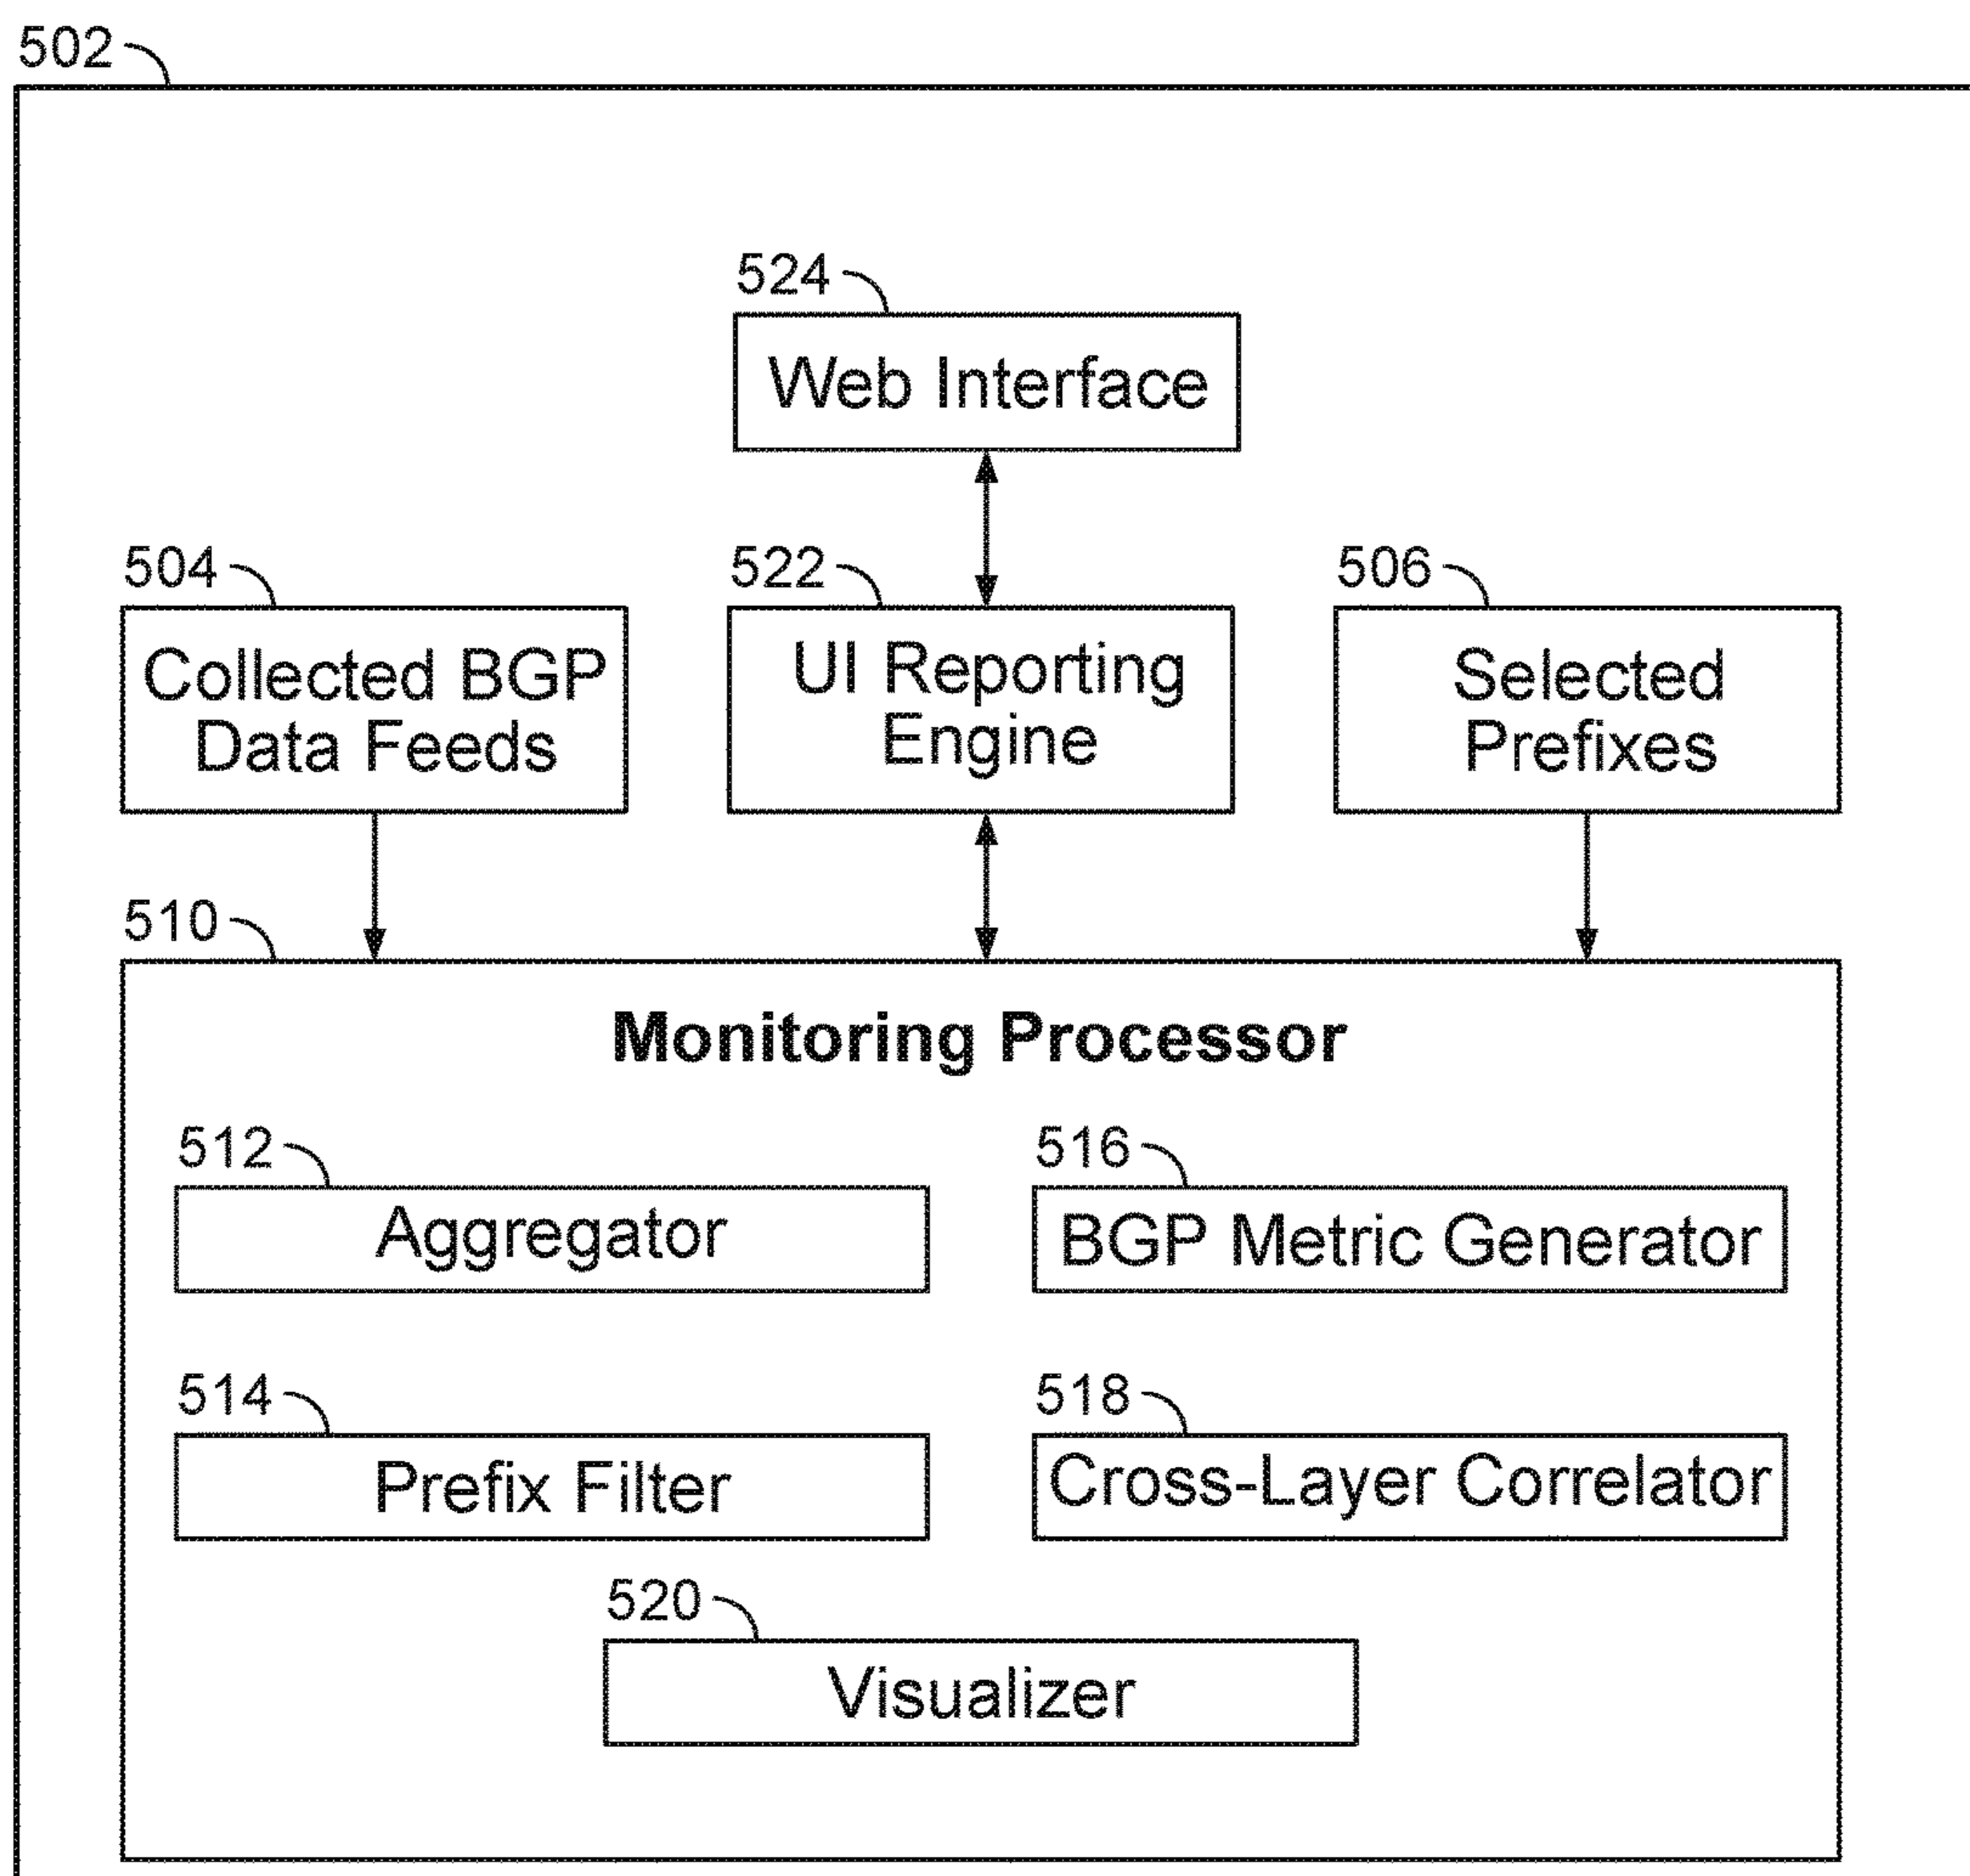 502
524
Web Interface
504
522
506
Collected BGP
Data Feeds
UI Reporting
Engine
Selected
Prefixes
510
Monitoring Processor
512
516
Aggregator
BGP Metric Generator
514
518
Prefix Filter
Cross-Layer Correlator
520
Visualizer